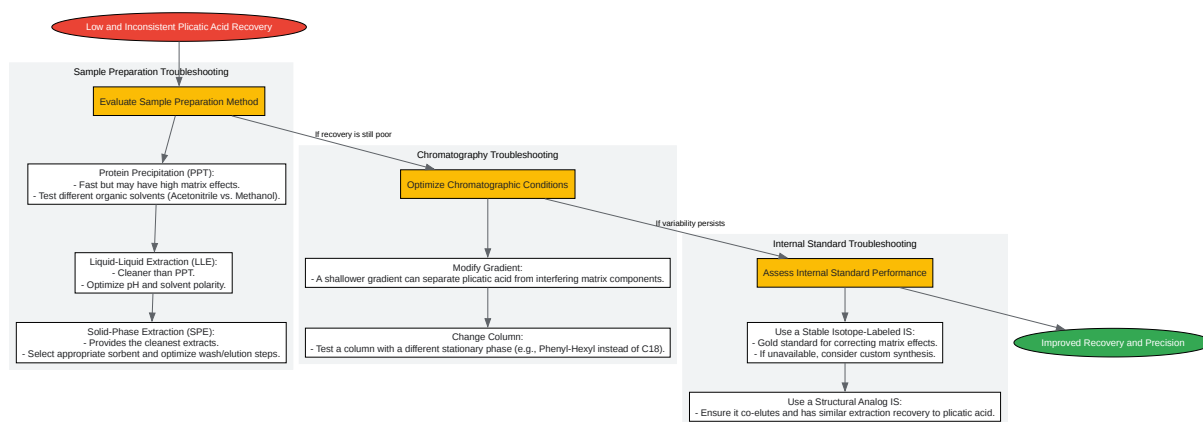 Low and Inconsistent Plicatic Acid Recovery
Sample Preparation Troubleshooting
Evaluate Sample Preparation Method
If recovery is still poor
Protein Precipitation (PPT):
- Fast but may have high matrix effects.
- Test different organic solvents (Acetonitrile vs. Methanol).
Liquid-Liquid Extraction (LLE):
- Cleaner than PPT.
- Optimize pH and solvent polarity.
Solid-Phase Extraction (SPE):
- Provides the cleanest extracts.
- Select appropriate sorbent and optimize wash/elution steps.
Chromatography Troubleshooting
Optimize Chromatographic Conditions
If variability persists
Modify Gradient:
- A shallower gradient can separate plicatic acid from interfering matrix components.
Change Column:
- Test a column with a different stationary phase (e.g., Phenyl-Hexyl instead of C18).
Internal Standard Troubleshooting
Assess Internal Standard Performance
Use a Stable Isotope-Labeled IS:
- Gold standard for correcting matrix effects.
- If unavailable, consider custom synthesis.
Use a Structural Analog IS:
- Ensure it co-elutes and has similar extraction recovery to plicatic acid.
Improved Recovery and Precision